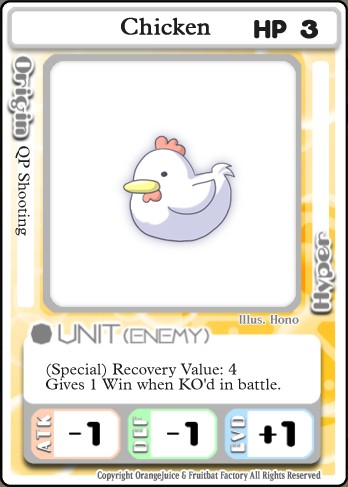 Chicken HP 3
Origin
QP Shooting
Hyper
Illus. Hono
UNIT (ENEMY)
(Special) Recovery Value: 4
Gives 1 Win when KO'd in battle.
ATK -1 DEF -1 EVD +1
Copyright OrangeJuice & Fruitbat Factory All Rights Reserved